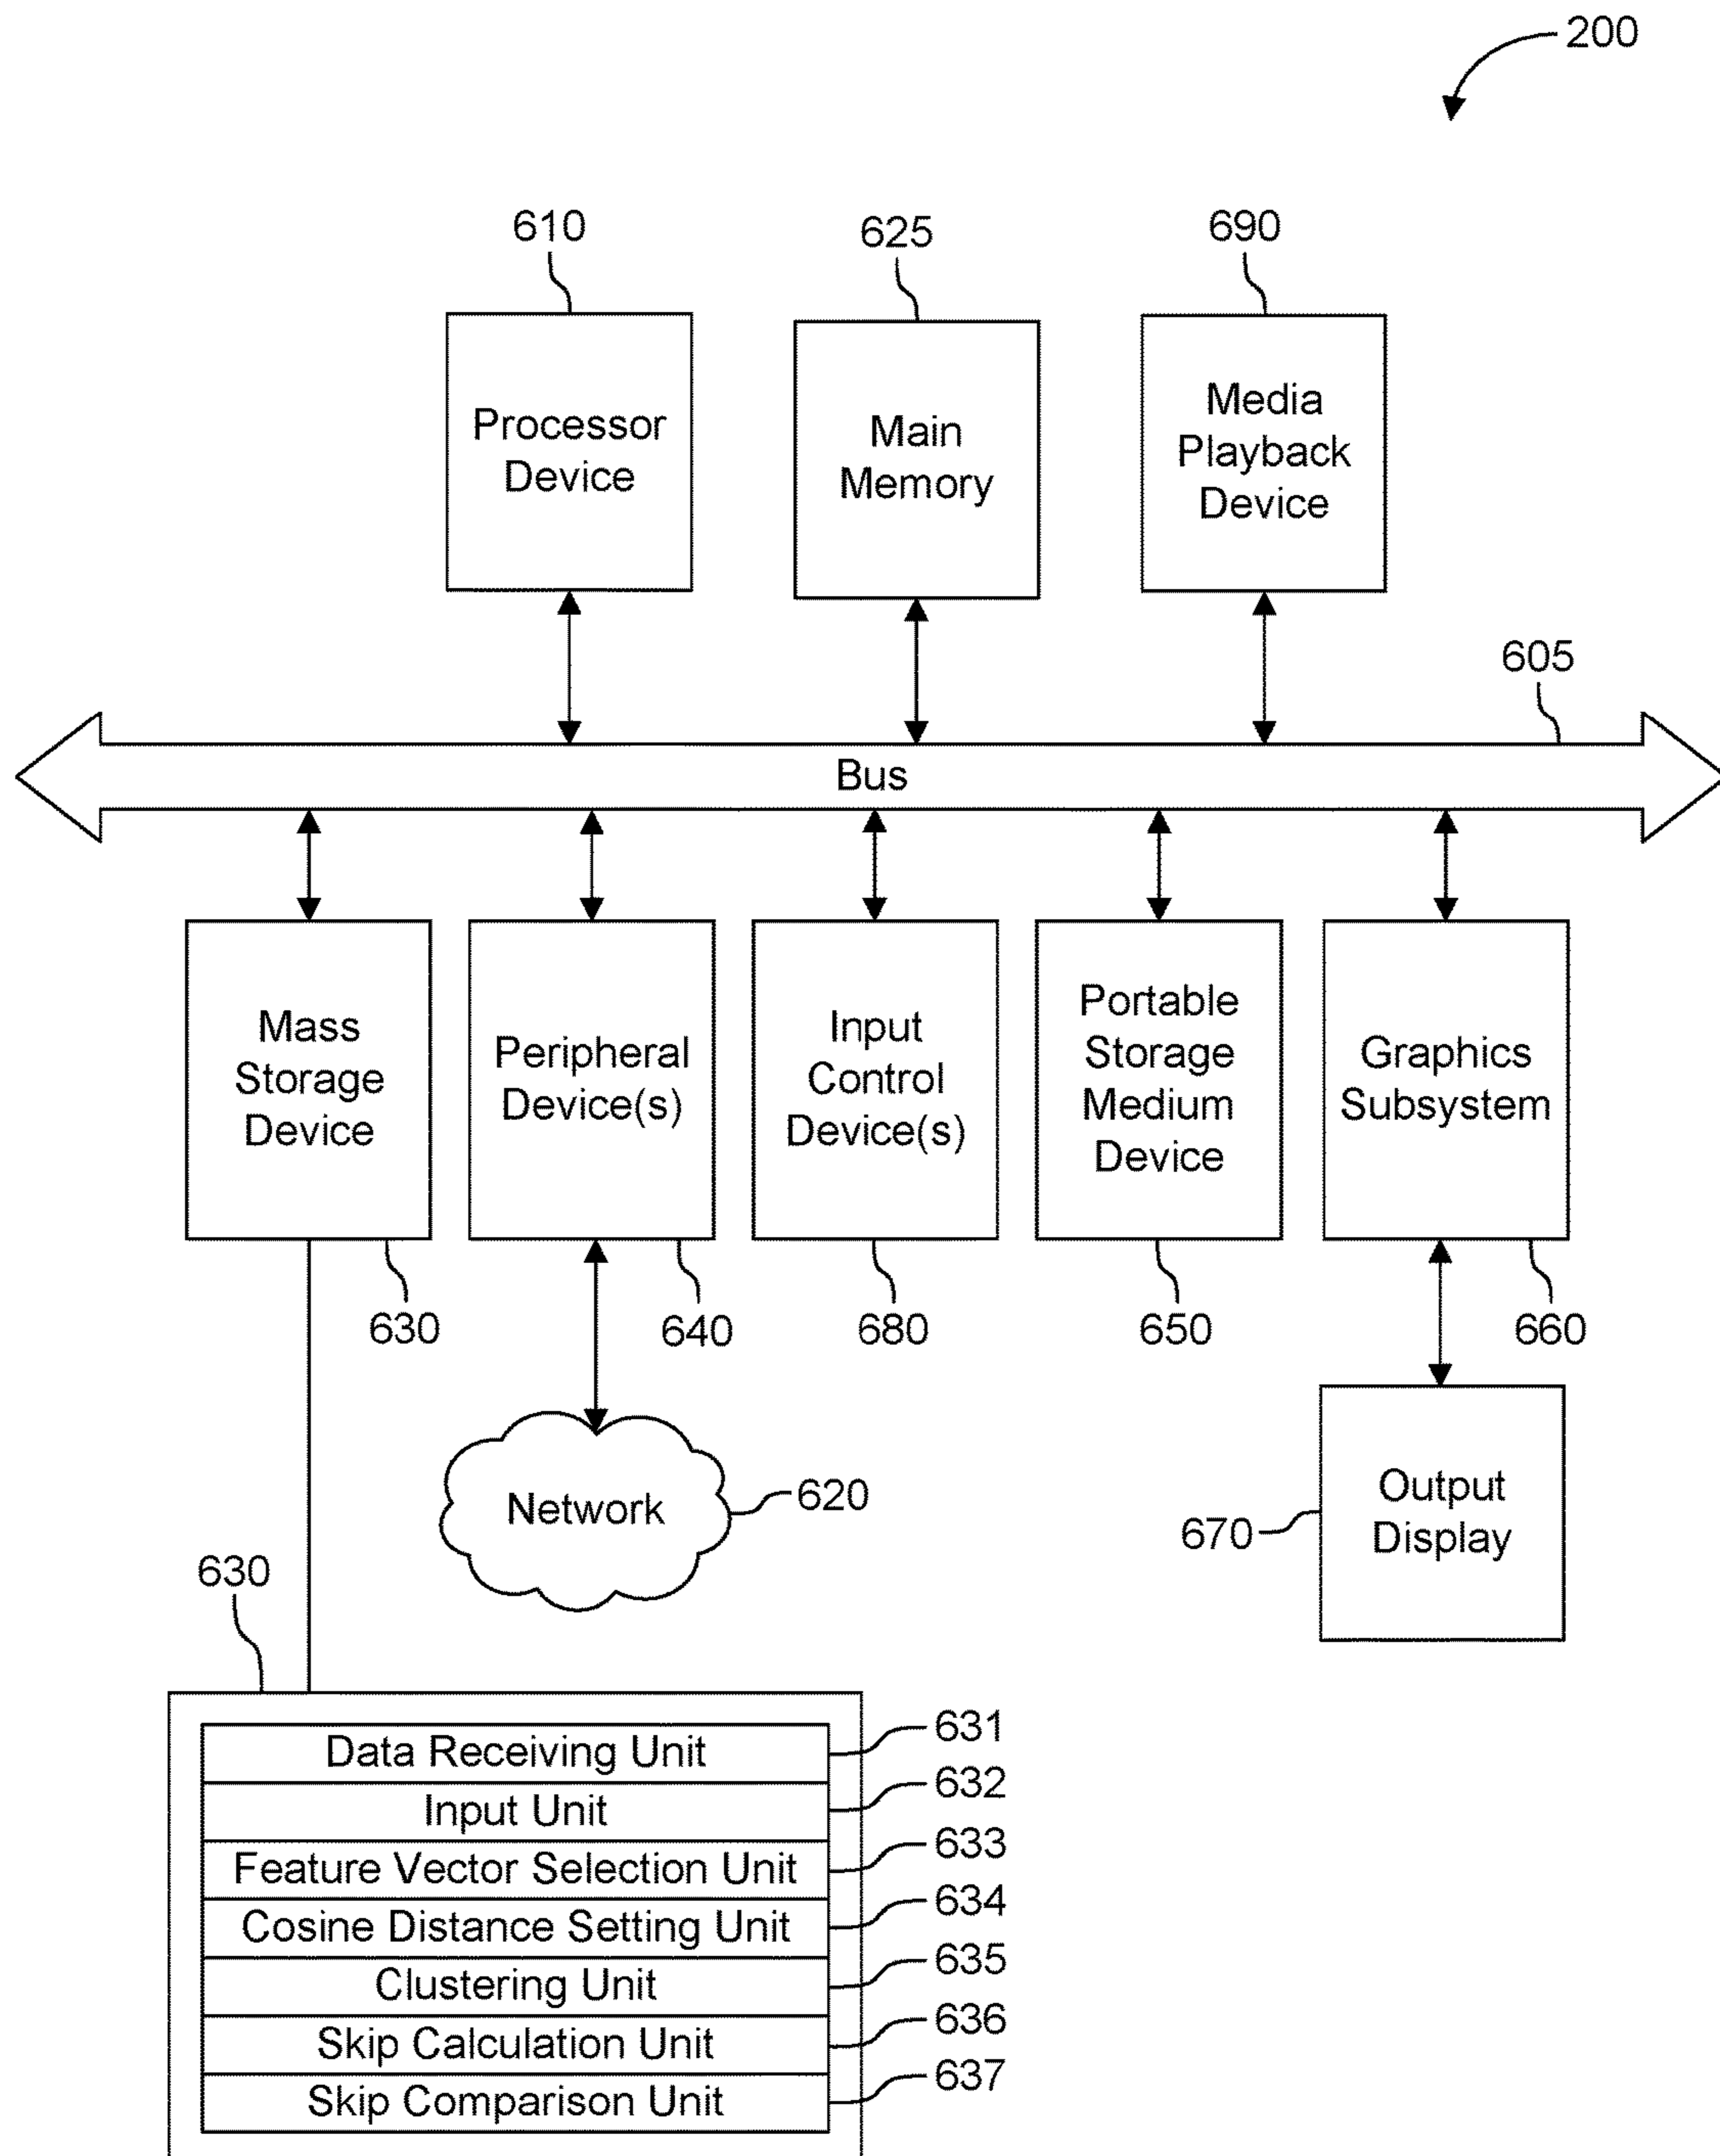 200
610
625
690
Processor
Device
Main
Memory
Media
Playback
Device
605
Bus
Mass
Storage
Device
Peripheral
Device(s)
Input
Control
Device(s)
Portable
Storage
Medium
Device
Graphics
Subsystem
630
640
680
650
660
Network
620
Output
Display
670
630
Data Receiving Unit
631
Input Unit
632
Feature Vector Selection Unit
633
Cosine Distance Setting Unit
634
Clustering Unit
635
Skip Calculation Unit
636
Skip Comparison Unit
637